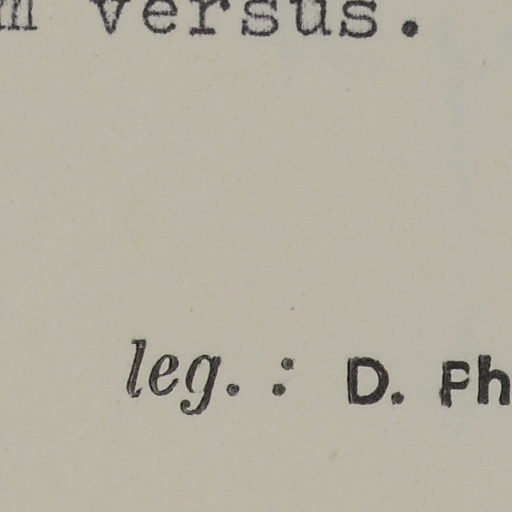 versus.
leg. : D. Ph